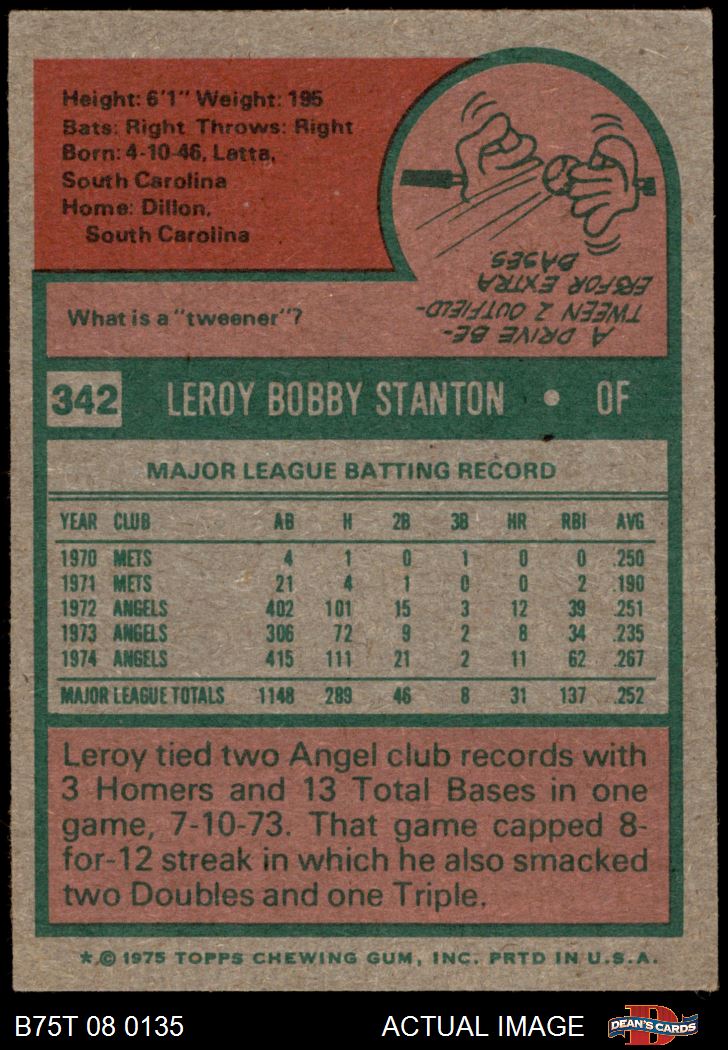 Height: 6'1" Weight: 195
Bats: Right Throws: Right
Born: 4-10-46, Latta,
South Carolina
Home: Dillon,
South Carolina
What is a "tweener"?
A DRIVE BE-
TWEEN 2 OUTFIELD-
ERS FOR EXTRA
BASES.
342 LEROY BOBBY STANTON • OF
MAJOR LEAGUE BATTING RECORD
YEAR CLUB AB H 2B 3B HR RBI AVG
1970 METS 4 1 0 1 0 0 .250
1971 METS 21 4 1 0 0 2 .190
1972 ANGELS 402 101 15 3 12 39 .251
1973 ANGELS 306 72 9 2 8 34 .235
1974 ANGELS 415 111 21 2 11 62 .267
MAJOR LEAGUE TOTALS 1148 289 46 8 31 137 .252
Leroy tied two Angel club records with
3 Homers and 13 Total Bases in one
game, 7-10-73. That game capped 8-
for-12 streak in which he also smacked
two Doubles and one Triple.
* © 1975 TOPPS CHEWING GUM, INC. PRTD IN U.S.A.
B75T 08 0135 ACTUAL IMAGE D DEAN'S CARDS